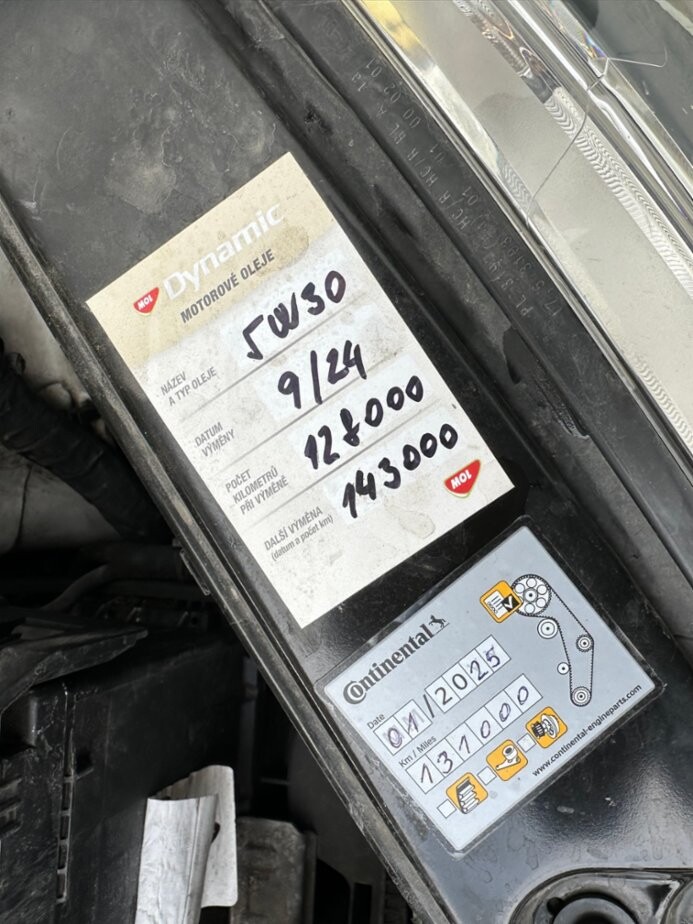 MOL Dynamic
MOTOROVÉ OLEJE
NÁZEV
A TYP OLEJE
5W30
DATUM
VÝMĚNY
9/24
POČET
KILOMETRŮ
PŘI VÝMĚNĚ
128000
DALŠÍ VÝMĚNA
(datum a počet km)
143000
MOL
Continental
Date
01/2025
Km / Miles
131000
www.continental-engineparts.com